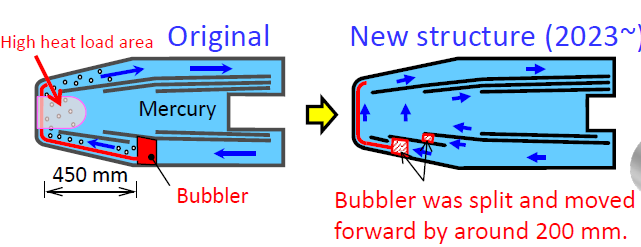 Original
High heat load area
Mercury
450 mm
Bubbler
New structure (2023~)
Bubbler was split and moved
forward by around 200 mm.